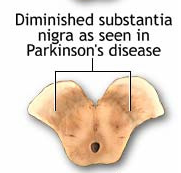 Diminished substantia
nigra as seen in
Parkinson's disease